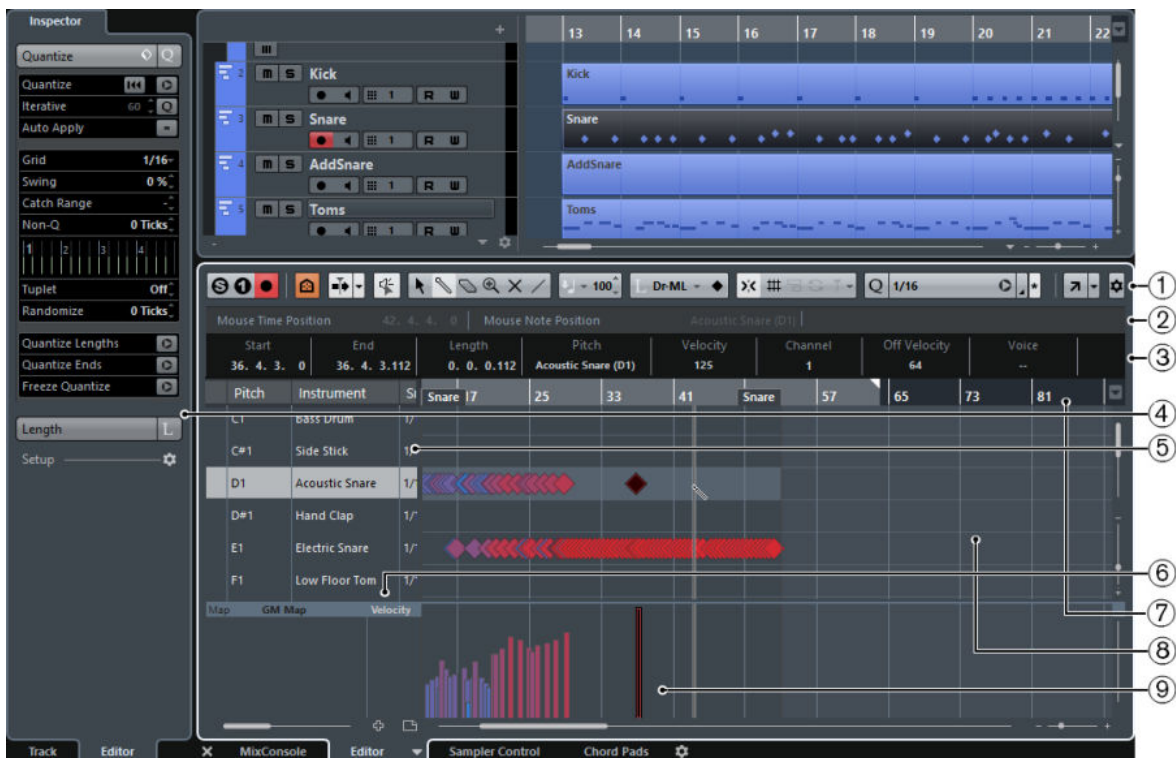 Inspector
Quantize
Quantize
Iterative 60
Auto Apply
Grid 1/16
Swing 0 %
Catch Range -
Non-Q 0 Ticks
1 2 3 4
Tuplet Off
Randomize 0 Ticks
Quantize Lengths
Quantize Ends
Freeze Quantize
Length L
Setup
13 14 15 16 17 18 19 20 21 22
2 m S Kick
1 R W
Kick
3 m S Snare
1 R W
Snare
4 m S AddSnare
1 R W
AddSnare
5 m S Toms
1 R W
Toms
S 1 100 L Dr-ML Q 1/16
Mouse Time Position 42. 4. 4. 0 Mouse Note Position Acoustic Snare (D1)
Start End Length Pitch Velocity Channel Off Velocity Voice
36. 4. 3. 0 36. 4. 3.112 0. 0. 0.112 Acoustic Snare (D1) 125 1 64 --
Pitch Instrument Snare 17 25 33 41 Snare 57 65 73 81
C1 Bass Drum 1/
C#1 Side Stick 1/
D1 Acoustic Snare 1/
D#1 Hand Clap 1/
E1 Electric Snare 1/
F1 Low Floor Tom 1/
Map GM Map Velocity
1
2
3
4
5
6
7
8
9
Track Editor MixConsole Editor Sampler Control Chord Pads